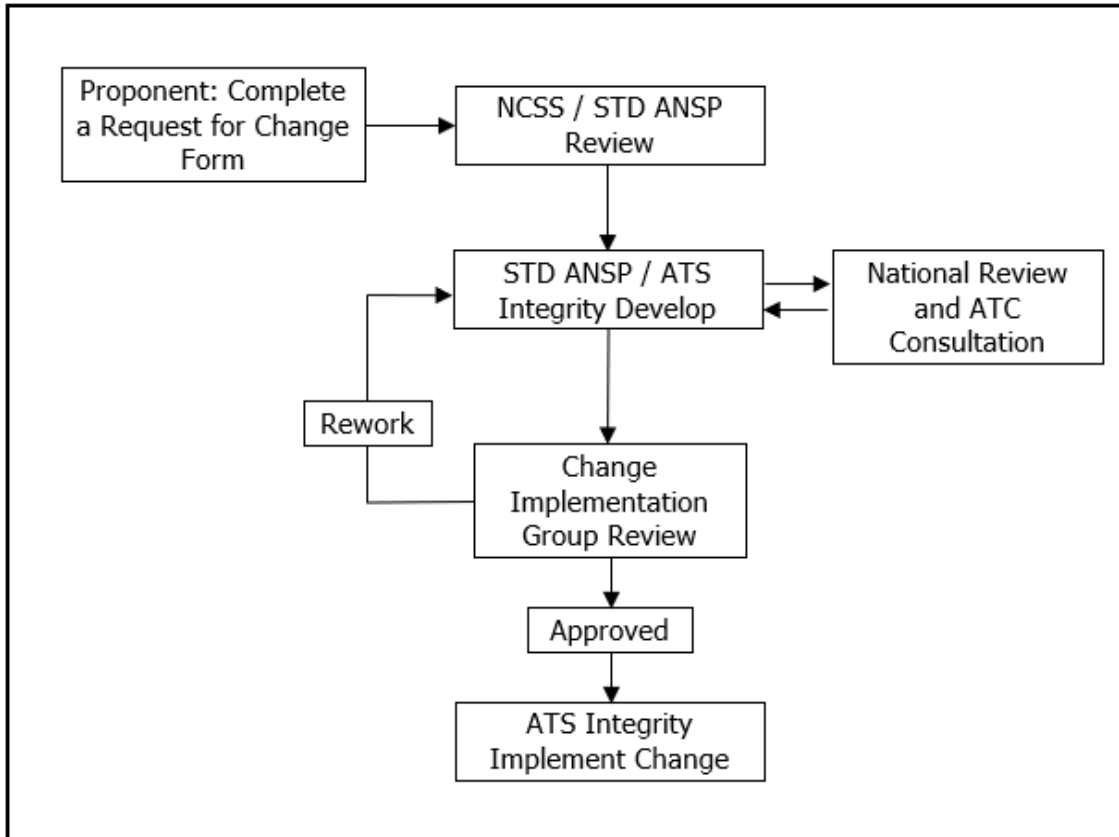 Proponent: Complete
a Request for Change
Form
NCSS / STD ANSP
Review
STD ANSP / ATS
Integrity Develop
National Review
and ATC
Consultation
Rework
Change
Implementation
Group Review
Approved
ATS Integrity
Implement Change